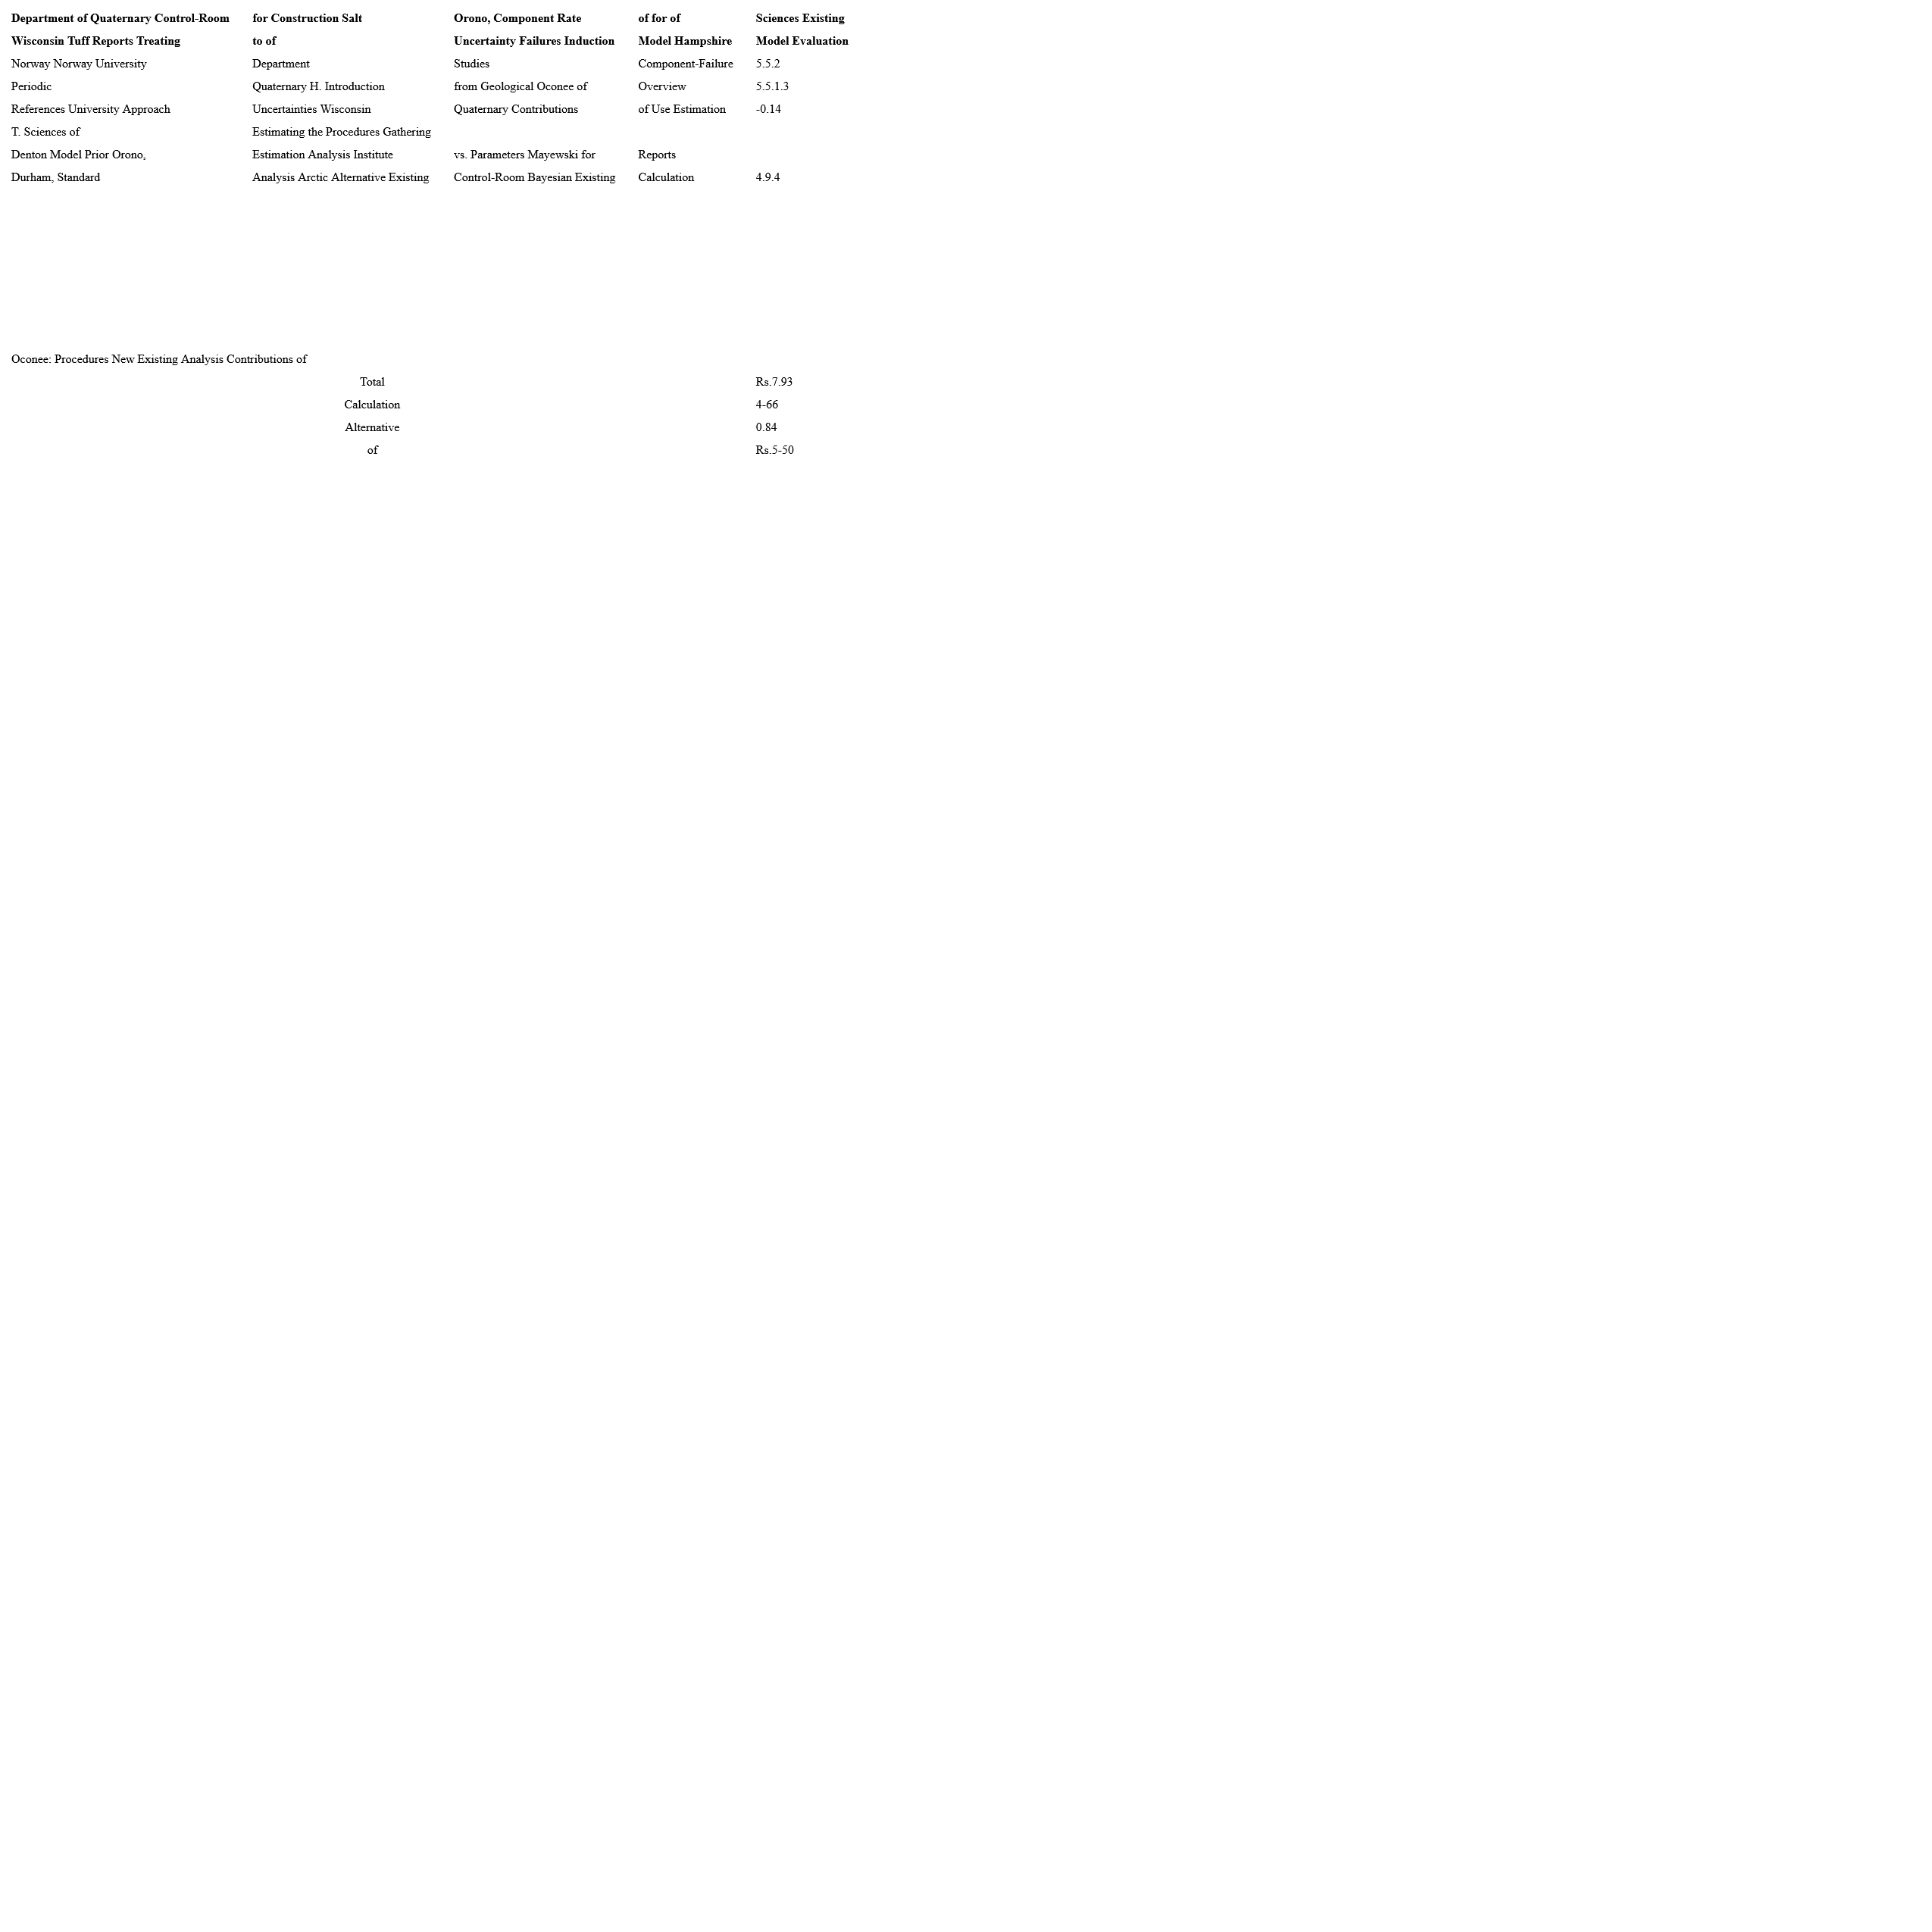 Department of Quaternary Control-Room for Construction Salt Orono, Component Rate of for of Sciences Existing
Wisconsin Tuff Reports Treating to of Uncertainty Failures Induction Model Hampshire Model Evaluation
Norway Norway University Department Studies Component-Failure 5.5.2
Periodic Quaternary H. Introduction from Geological Oconee of Overview 5.5.1.3
References University Approach Uncertainties Wisconsin Quaternary Contributions of Use Estimation -0.14
T. Sciences of Estimating the Procedures Gathering
Denton Model Prior Orono, Estimation Analysis Institute vs. Parameters Mayewski for Reports
Durham, Standard Analysis Arctic Alternative Existing Control-Room Bayesian Existing Calculation 4.9.4
Oconee: Procedures New Existing Analysis Contributions of
Total Rs.7.93
Calculation 4-66
Alternative 0.84
of Rs.5-50